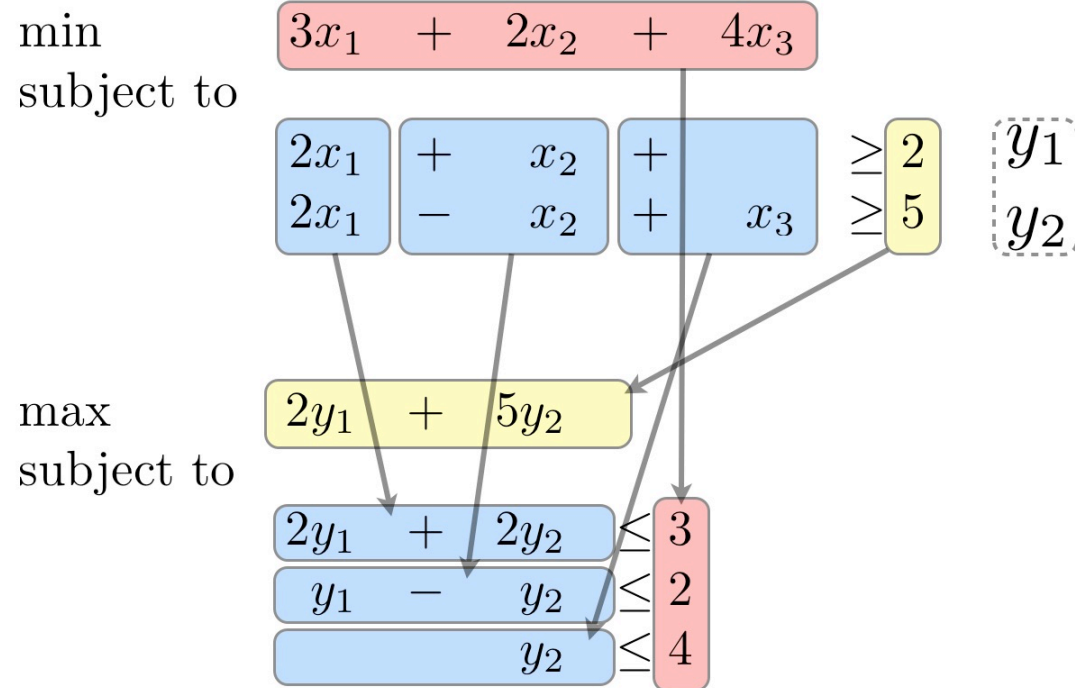 min 3x₁ + 2x₂ + 4x₃
subject to
2x₁ + x₂ + ≥ 2 y₁
2x₁ − x₂ + x₃ ≥ 5 y₂
max 2y₁ + 5y₂
subject to
2y₁ + 2y₂ ≤ 3
y₁ − y₂ ≤ 2
y₂ ≤ 4